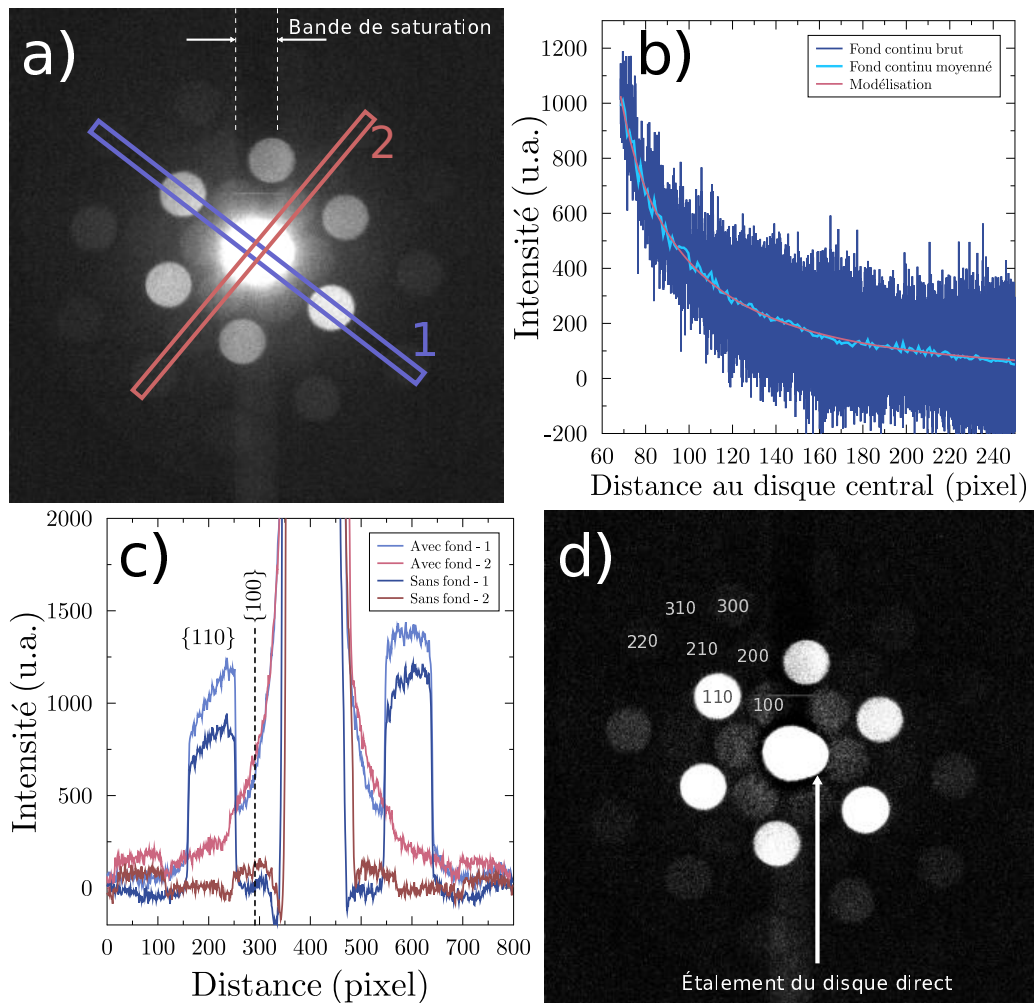 a)
Bande de saturation
2
1
b)
Fond continu brut
Fond continu moyenné
Modélisation
Intensité (u.a.)
1200
1000
800
600
400
200
0
-200
60 80 100 120 140 160 180 200 220 240
Distance au disque central (pixel)
c)
Avec fond - 1
Avec fond - 2
Sans fond - 1
Sans fond - 2
{110}
{100}
Intensité (u.a.)
2000
1500
1000
500
0
0 100 200 300 400 500 600 700 800
Distance (pixel)
d)
310 300
220 210 200
110 100
Étalement du disque direct